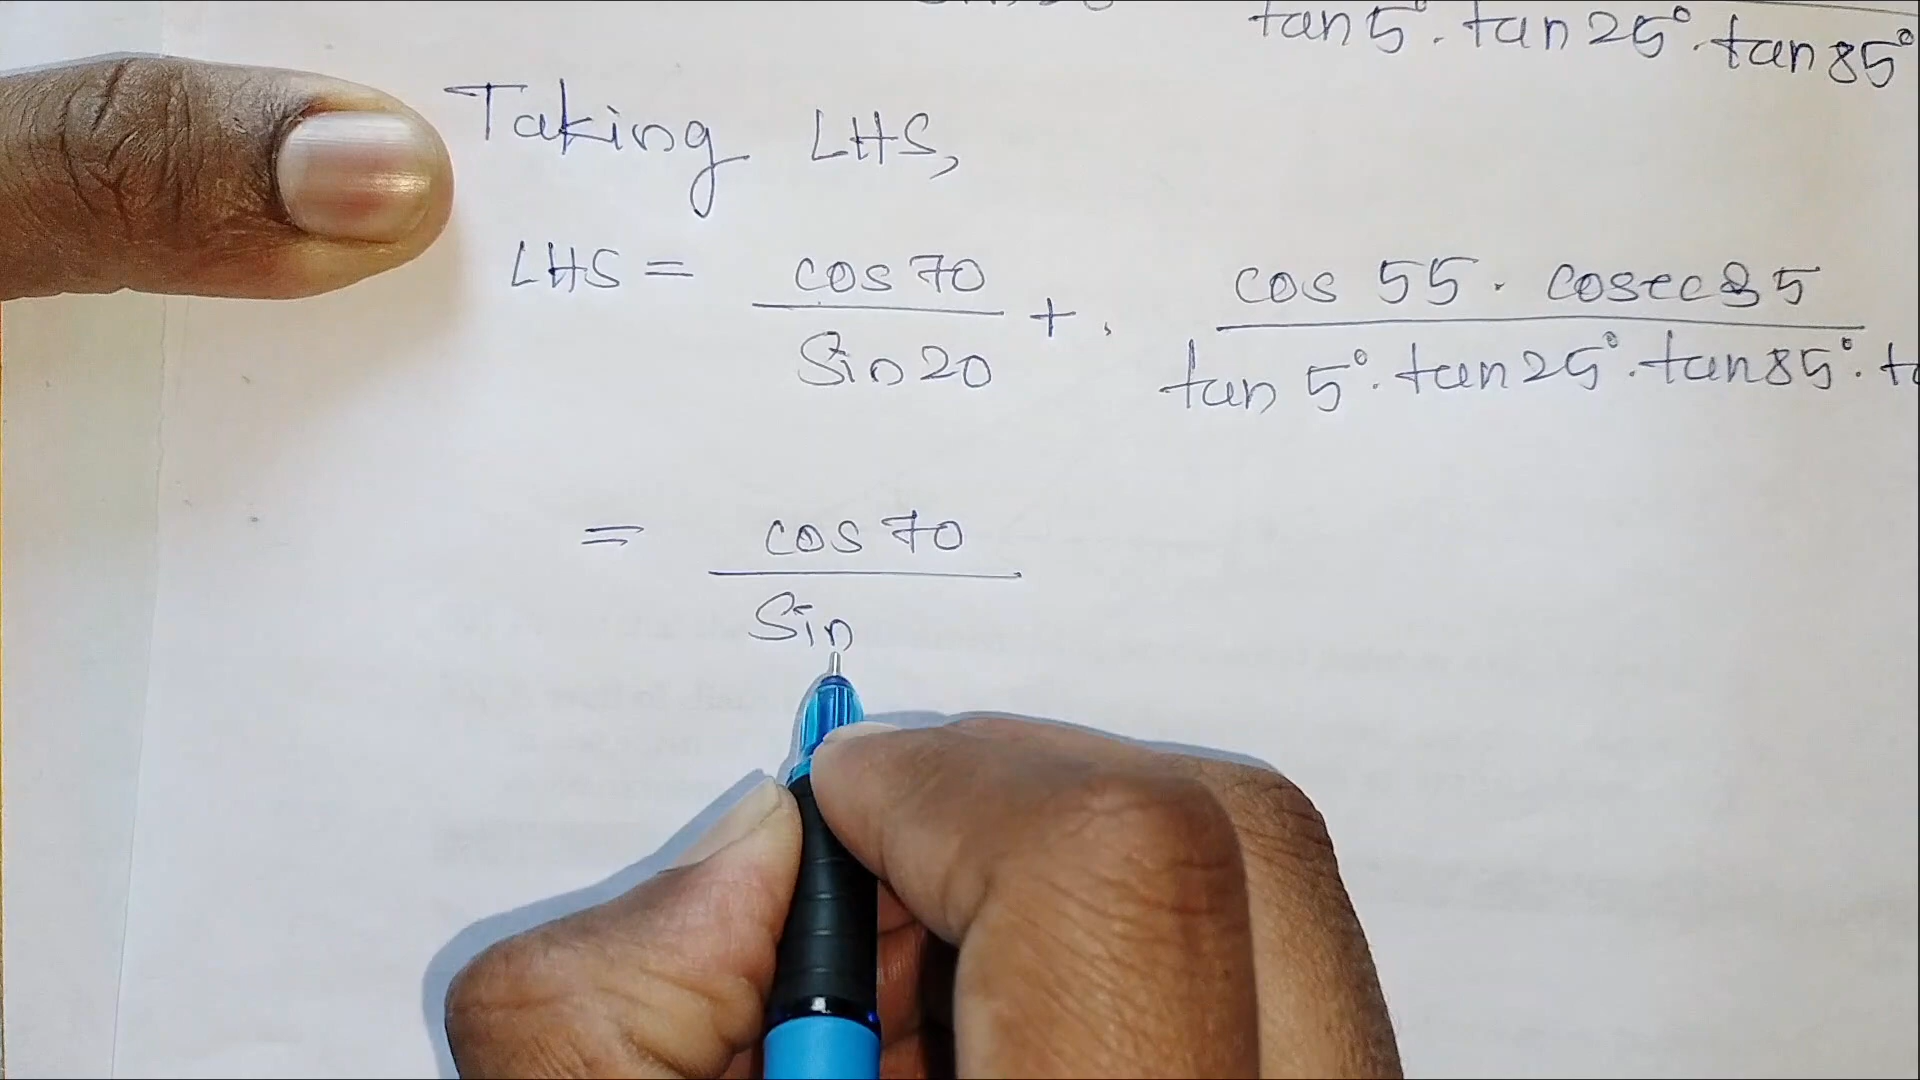 tan 5°. tan 25°. tan 85°
Taking LHS,
LHS = cos 70 / Sin 20 + cos 55 . cosec 35 / tan 5°. tan 25°. tan 85°. t
= cos 70 / Sin